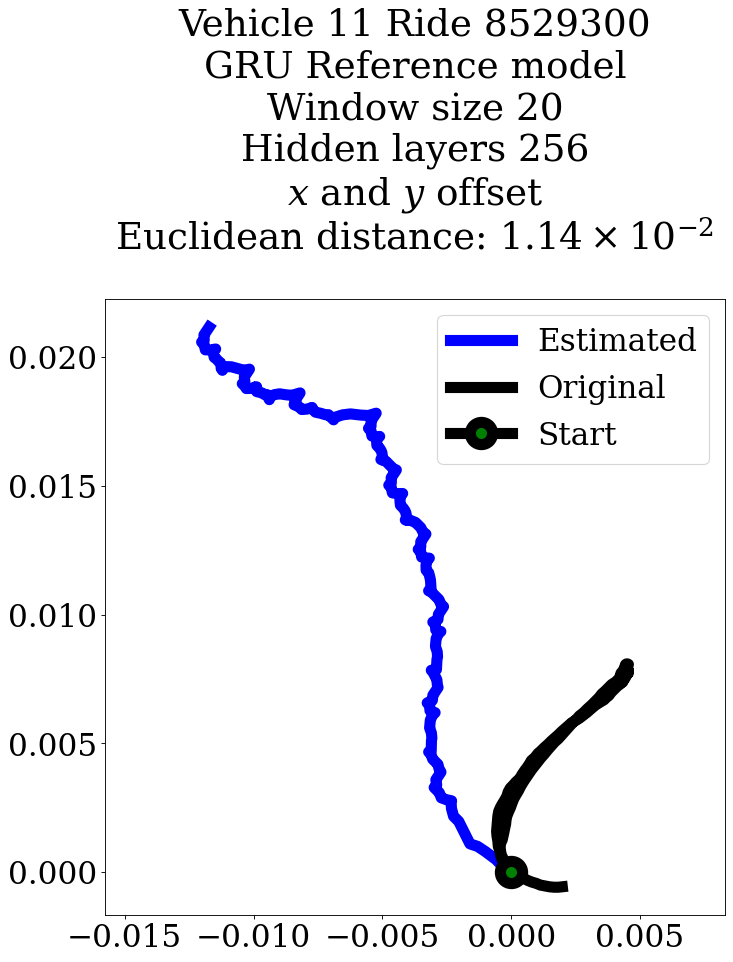 Vehicle 11 Ride 8529300
GRU Reference model
Window size 20
Hidden layers 256
x and y offset
Euclidean distance: 1.14 × 10⁻²
Estimated
Original
Start
0.020
0.015
0.010
0.005
0.000
−0.015 −0.010 −0.005 0.000 0.005